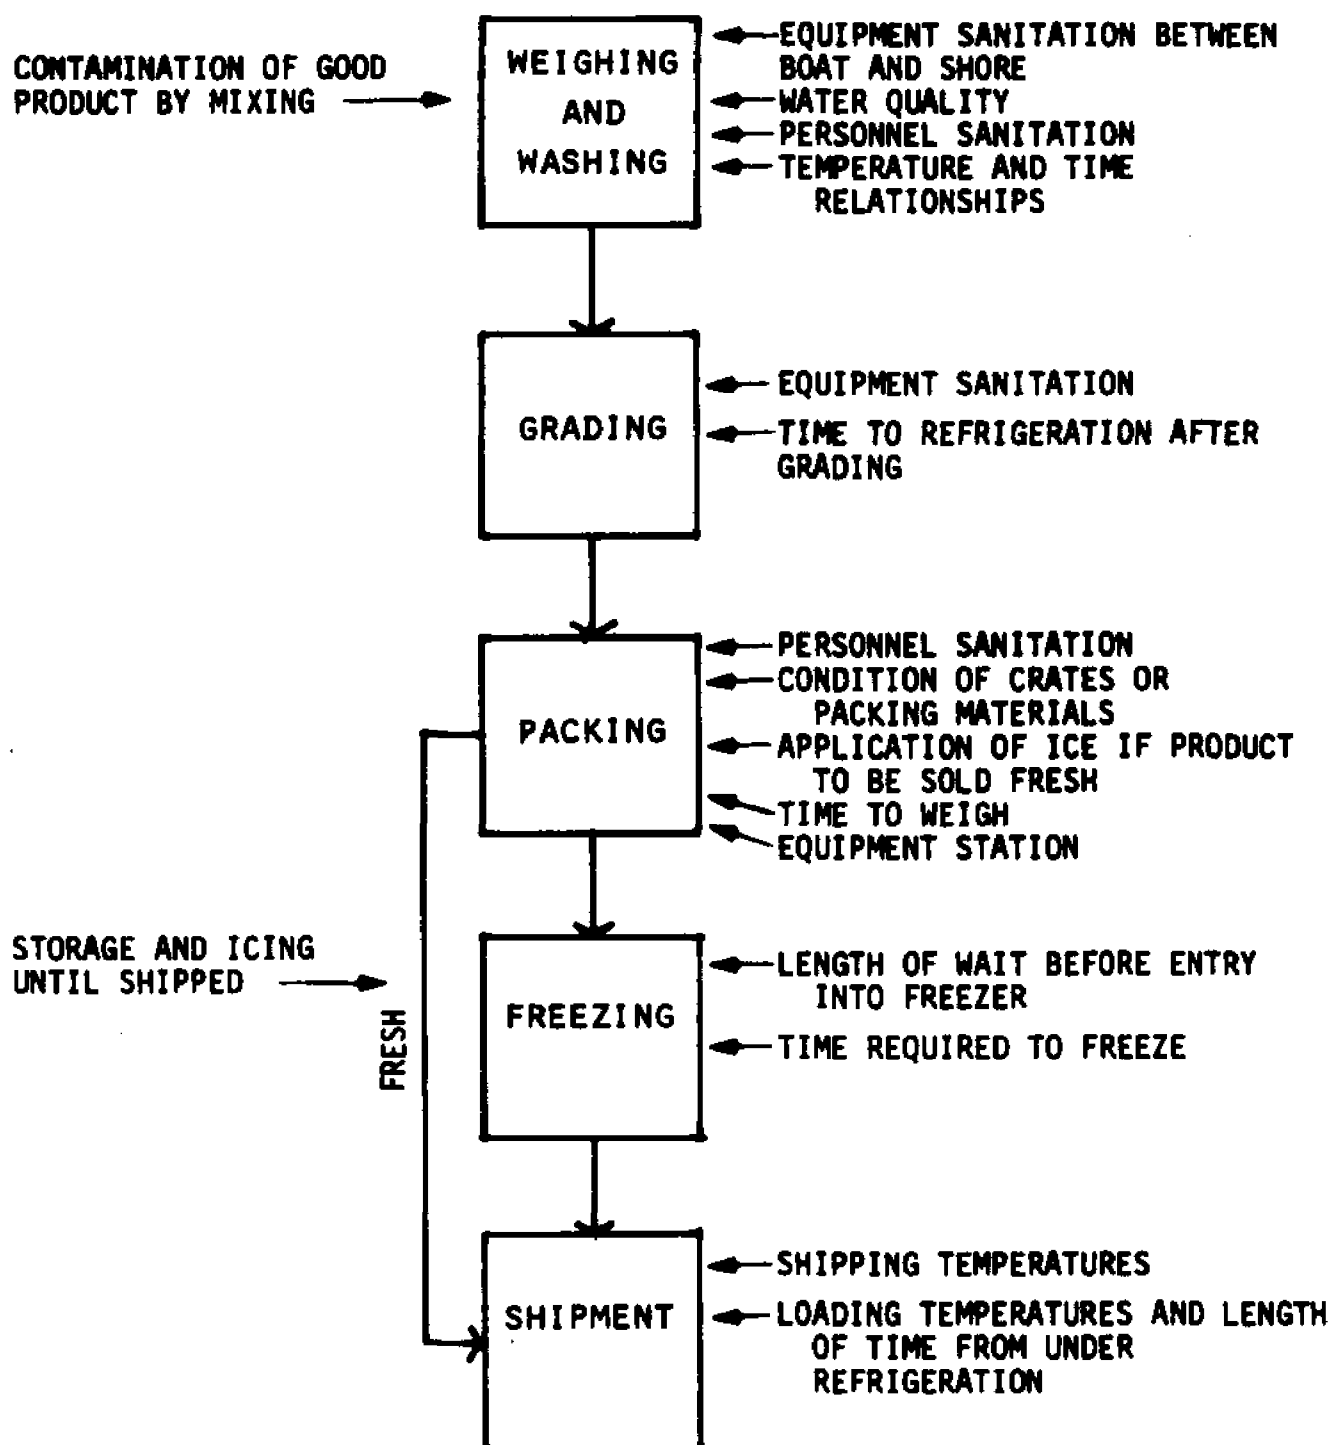 CONTAMINATION OF GOOD
PRODUCT BY MIXING
WEIGHING
AND
WASHING
EQUIPMENT SANITATION BETWEEN
BOAT AND SHORE
WATER QUALITY
PERSONNEL SANITATION
TEMPERATURE AND TIME
RELATIONSHIPS
GRADING
EQUIPMENT SANITATION
TIME TO REFRIGERATION AFTER
GRADING
PACKING
PERSONNEL SANITATION
CONDITION OF CRATES OR
PACKING MATERIALS
APPLICATION OF ICE IF PRODUCT
TO BE SOLD FRESH
TIME TO WEIGH
EQUIPMENT STATION
STORAGE AND ICING
UNTIL SHIPPED
FRESH
FREEZING
LENGTH OF WAIT BEFORE ENTRY
INTO FREEZER
TIME REQUIRED TO FREEZE
SHIPMENT
SHIPPING TEMPERATURES
LOADING TEMPERATURES AND LENGTH
OF TIME FROM UNDER
REFRIGERATION